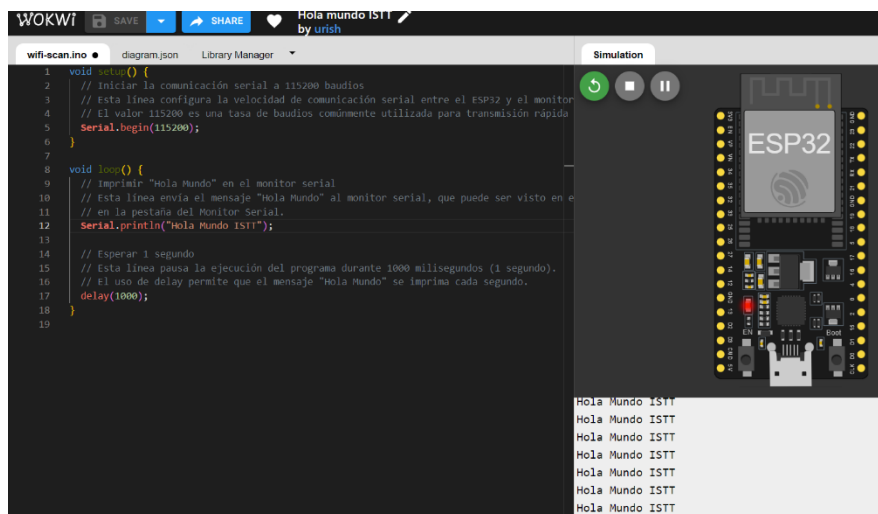 WOKWI SAVE SHARE Hola mundo ISTT
by urish
wifi-scan.ino diagram.json Library Manager
Simulation
1 void setup() {
2 // Iniciar la comunicación serial a 115200 baudios
3 // Esta línea configura la velocidad de comunicación serial entre el ESP32 y el monitor
4 // El valor 115200 es una tasa de baudios comúnmente utilizada para transmisión rápida
5 Serial.begin(115200);
6 }
7
8 void loop() {
9 // Imprimir "Hola Mundo" en el monitor serial
10 // Esta línea envía el mensaje "Hola Mundo" al monitor serial, que puede ser visto en e
11 // en la pestaña del Monitor Serial.
12 Serial.println("Hola Mundo ISTT");
13
14 // Esperar 1 segundo
15 // Esta línea pausa la ejecución del programa durante 1000 milisegundos (1 segundo).
16 // El uso de delay permite que el mensaje "Hola Mundo" se imprima cada segundo.
17 delay(1000);
18 }
19
ESP32
EN
Boot
Hola Mundo ISTT
Hola Mundo ISTT
Hola Mundo ISTT
Hola Mundo ISTT
Hola Mundo ISTT
Hola Mundo ISTT
Hola Mundo ISTT